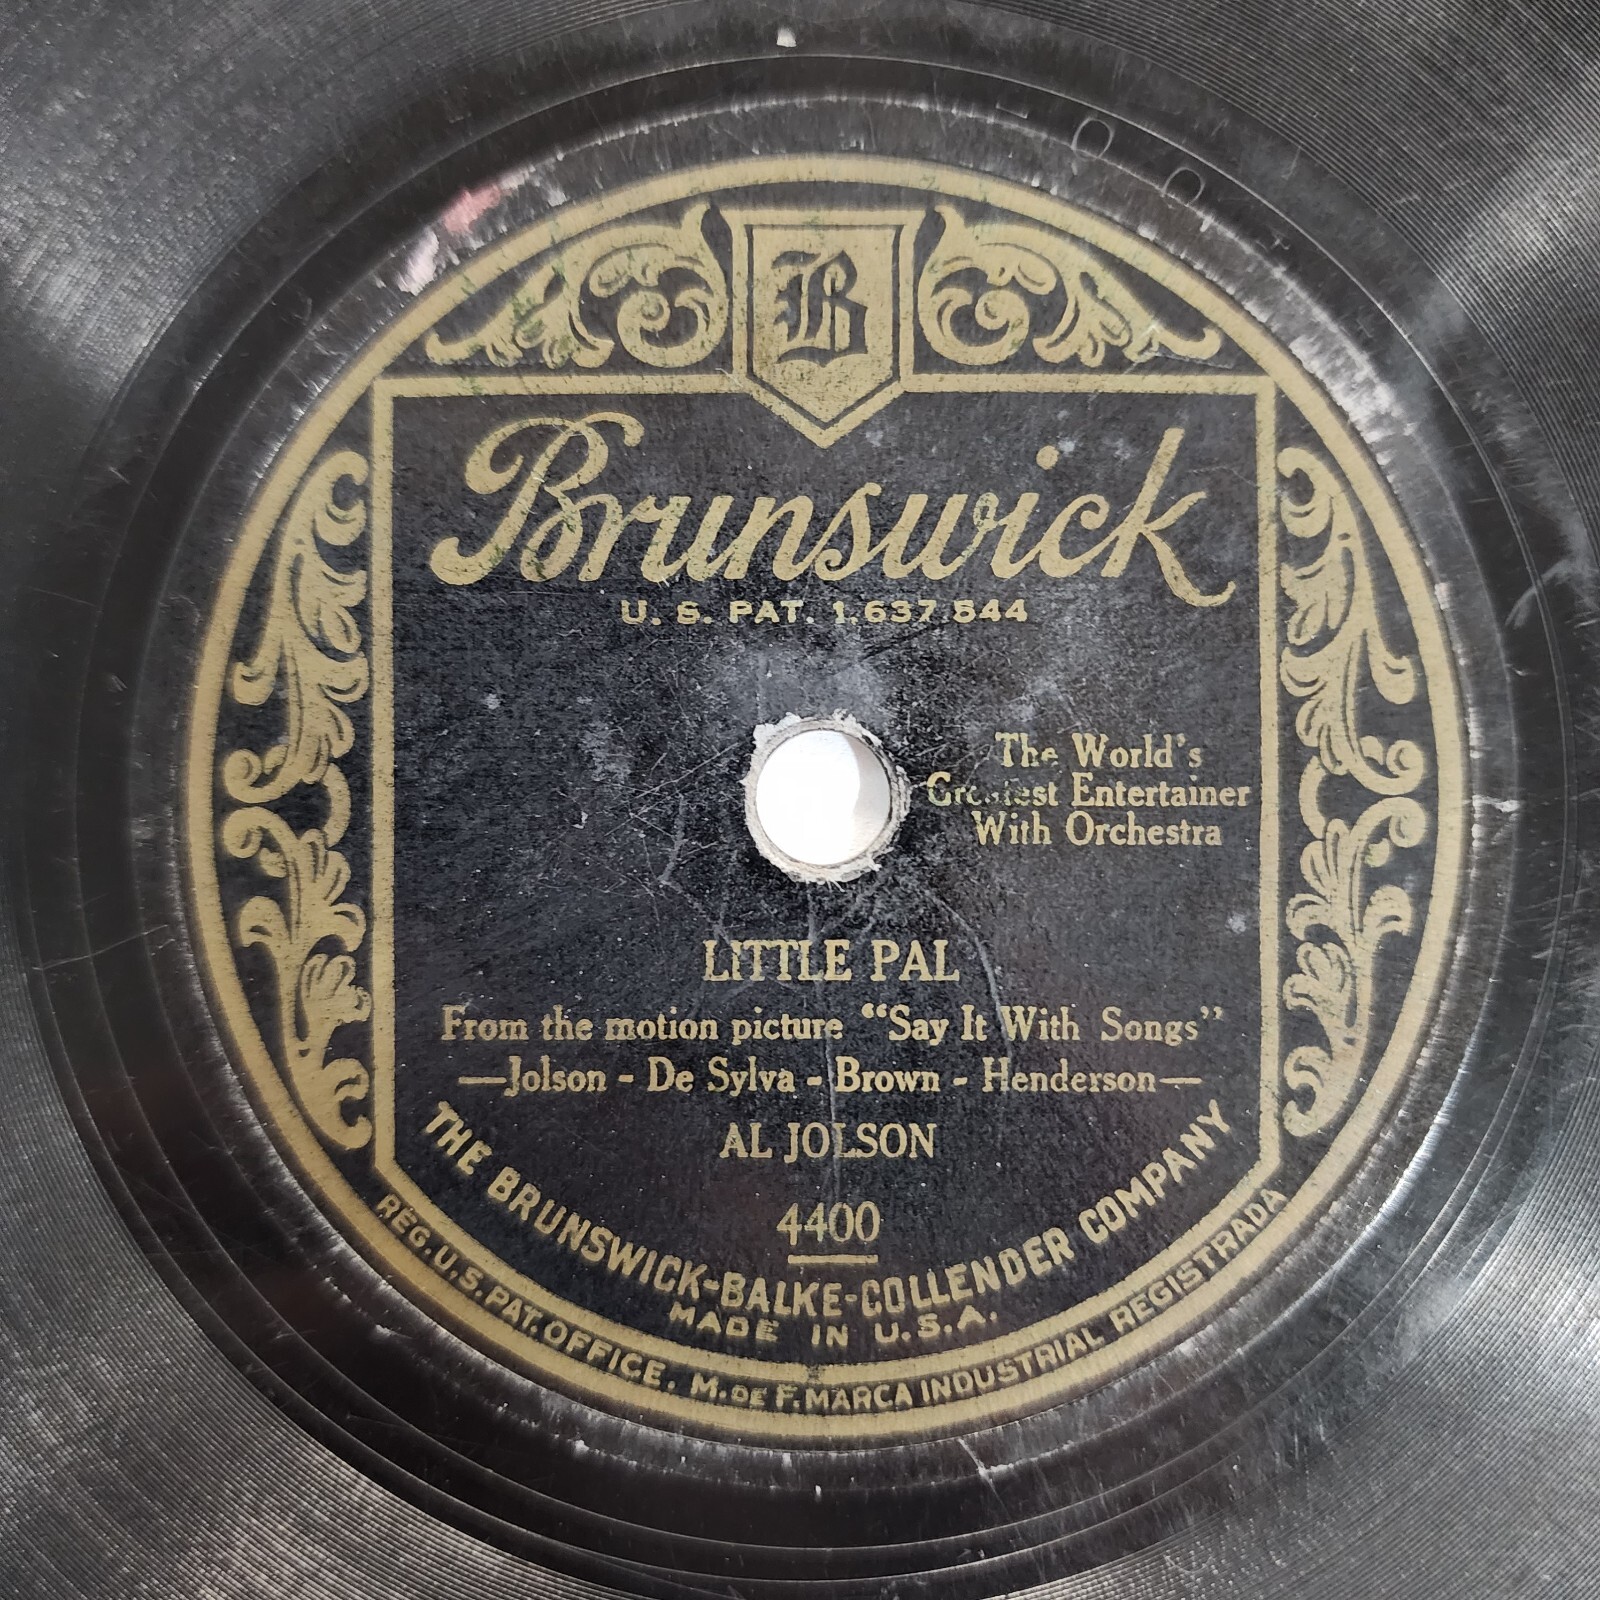 B
Brunswick
U. S. PAT. 1.637.544
The World's
Greatest Entertainer
With Orchestra
LITTLE PAL
From the motion picture “Say It With Songs”
—Jolson - De Sylva - Brown - Henderson—
AL JOLSON
4400
THE BRUNSWICK-BALKE-COLLENDER COMPANY
MADE IN U.S.A.
REG. U.S. PAT. OFFICE. M. DE F. MARCA INDUSTRIAL REGISTRADA